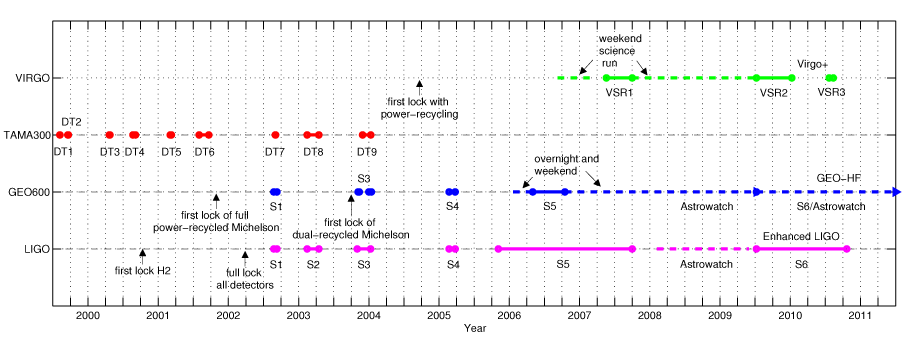 weekend
science
run
Virgo+
VIRGO
VSR1
VSR2
VSR3
first lock with
power-recycling
DT2
TAMA300
DT1
DT3
DT4
DT5
DT6
DT7
DT8
DT9
overnight and
weekend
S3
GEO-HF
GEO600
S1
S4
S5
Astrowatch
S6/Astrowatch
first lock of full
power-recycled Michelson
first lock of
dual-recycled Michelson
Enhanced LIGO
LIGO
S1
S2
S3
S4
S5
Astrowatch
S6
first lock H2
full lock
all detectors
2000
2001
2002
2003
2004
2005
2006
2007
2008
2009
2010
2011
Year